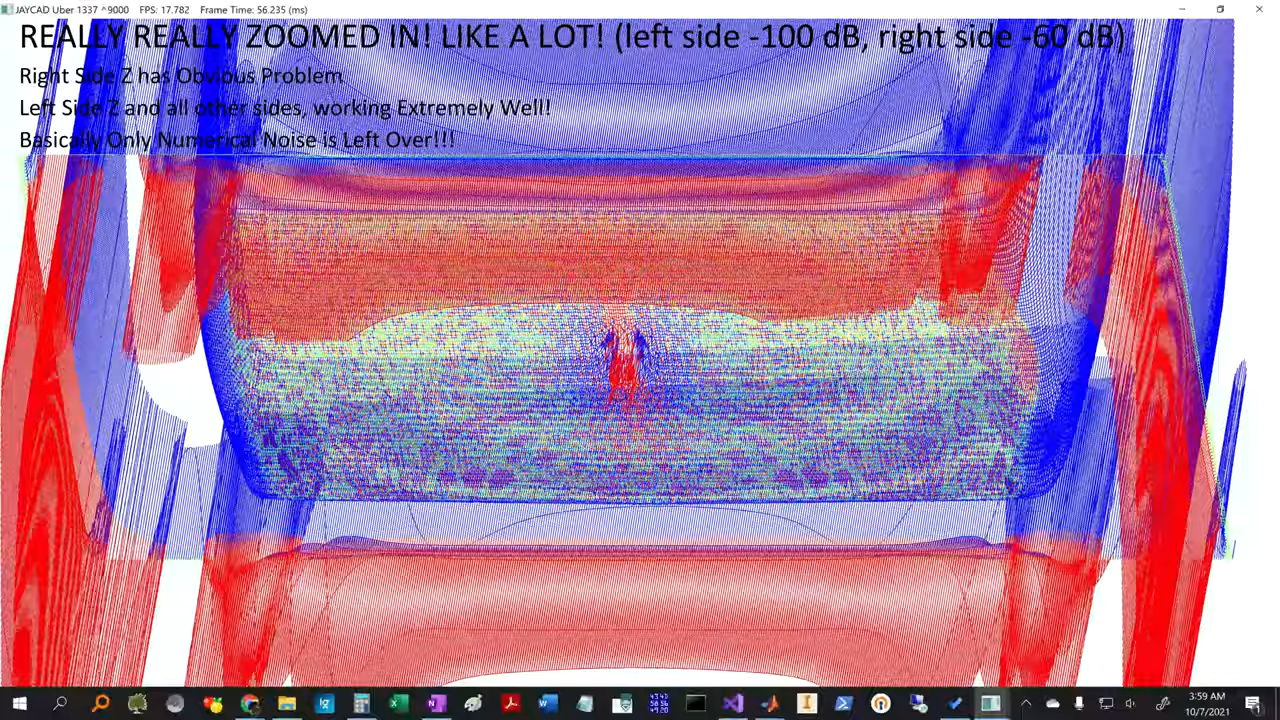 JAYCAD Uber 1337 ^9000 FPS: 17.782 Frame Time: 56.235 (ms)
REALLY REALLY ZOOMED IN! LIKE A LOT! (left side -100 dB, right side -60 dB)
Right Side Z has Obvious Problem
Left Side Z and all other sides, working Extremely Well!
Basically Only Numerical Noise is Left Over!!!
3:59 AM
10/7/2021